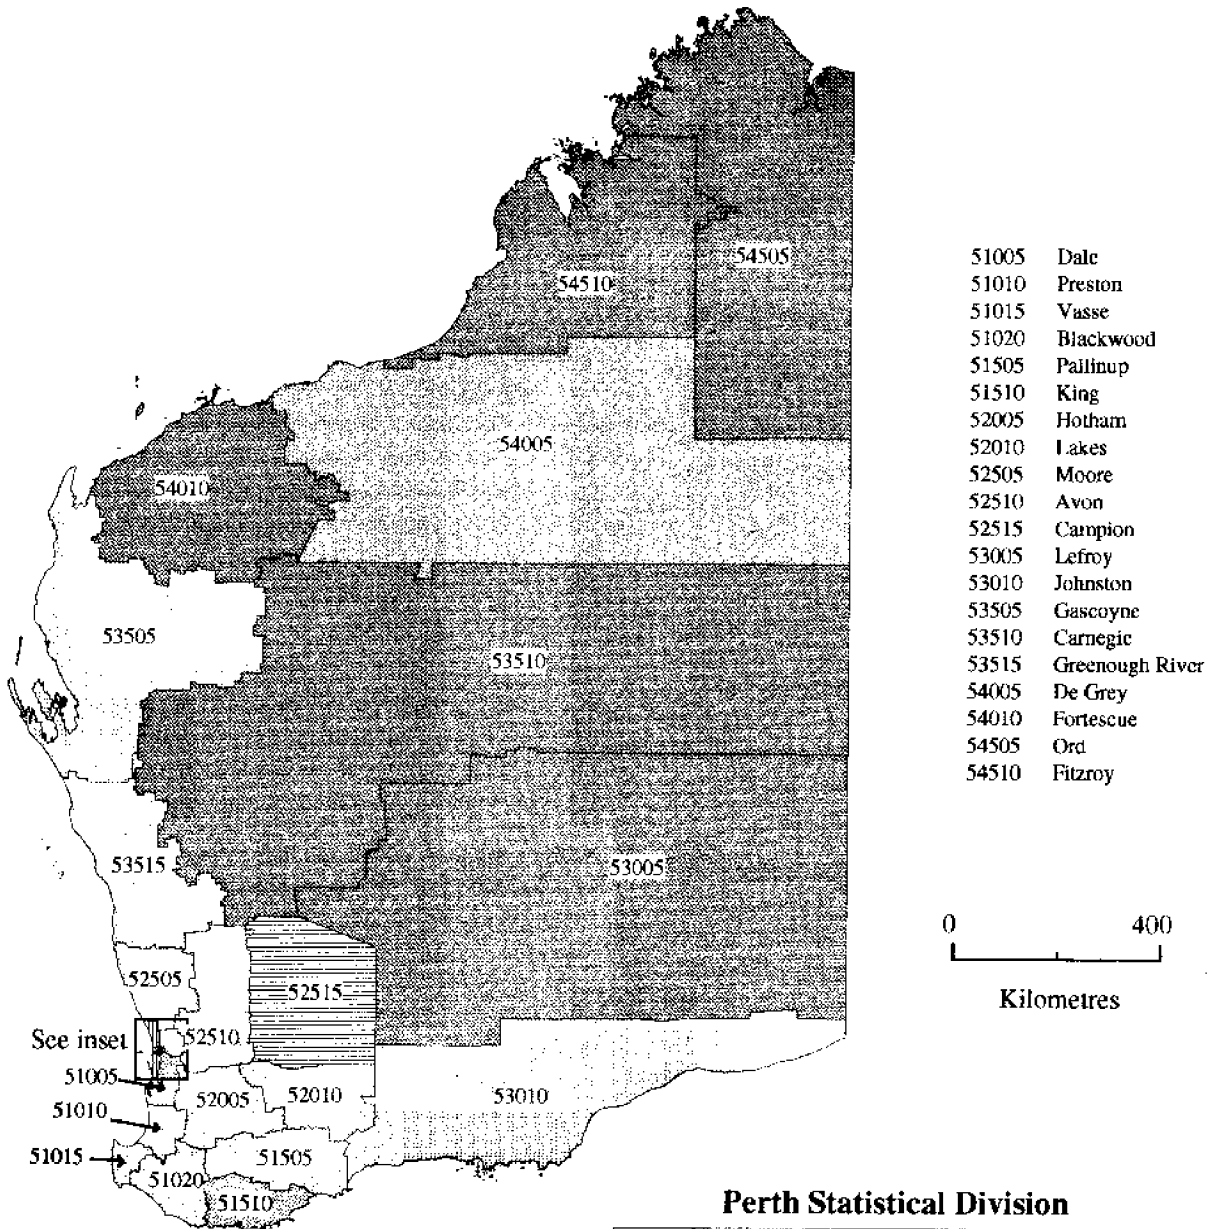 54505
54510
54005
54010
53505
53510
53515
53005
52505
52515
See inset
52510
51005
52005
52010
53010
51010
51015
51505
51020
51510
51005 Dale
51010 Preston
51015 Vasse
51020 Blackwood
51505 Pallinup
51510 King
52005 Hotham
52010 Lakes
52505 Moore
52510 Avon
52515 Campion
53005 Lefroy
53010 Johnston
53505 Gascoyne
53510 Carnegie
53515 Greenough River
54005 De Grey
54010 Fortescue
54505 Ord
54510 Fitzroy
0 400
Kilometres
Perth Statistical Division